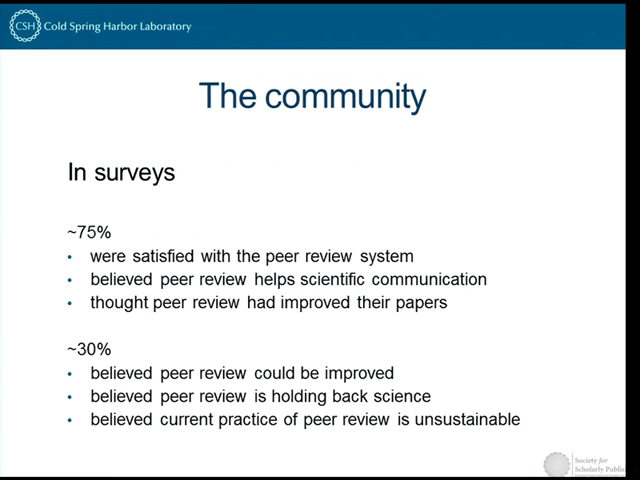 CSH Cold Spring Harbor Laboratory
The community
In surveys
~75%
• were satisfied with the peer review system
• believed peer review helps scientific communication
• thought peer review had improved their papers
~30%
• believed peer review could be improved
• believed peer review is holding back science
• believed current practice of peer review is unsustainable
Society for
Scholarly Publis